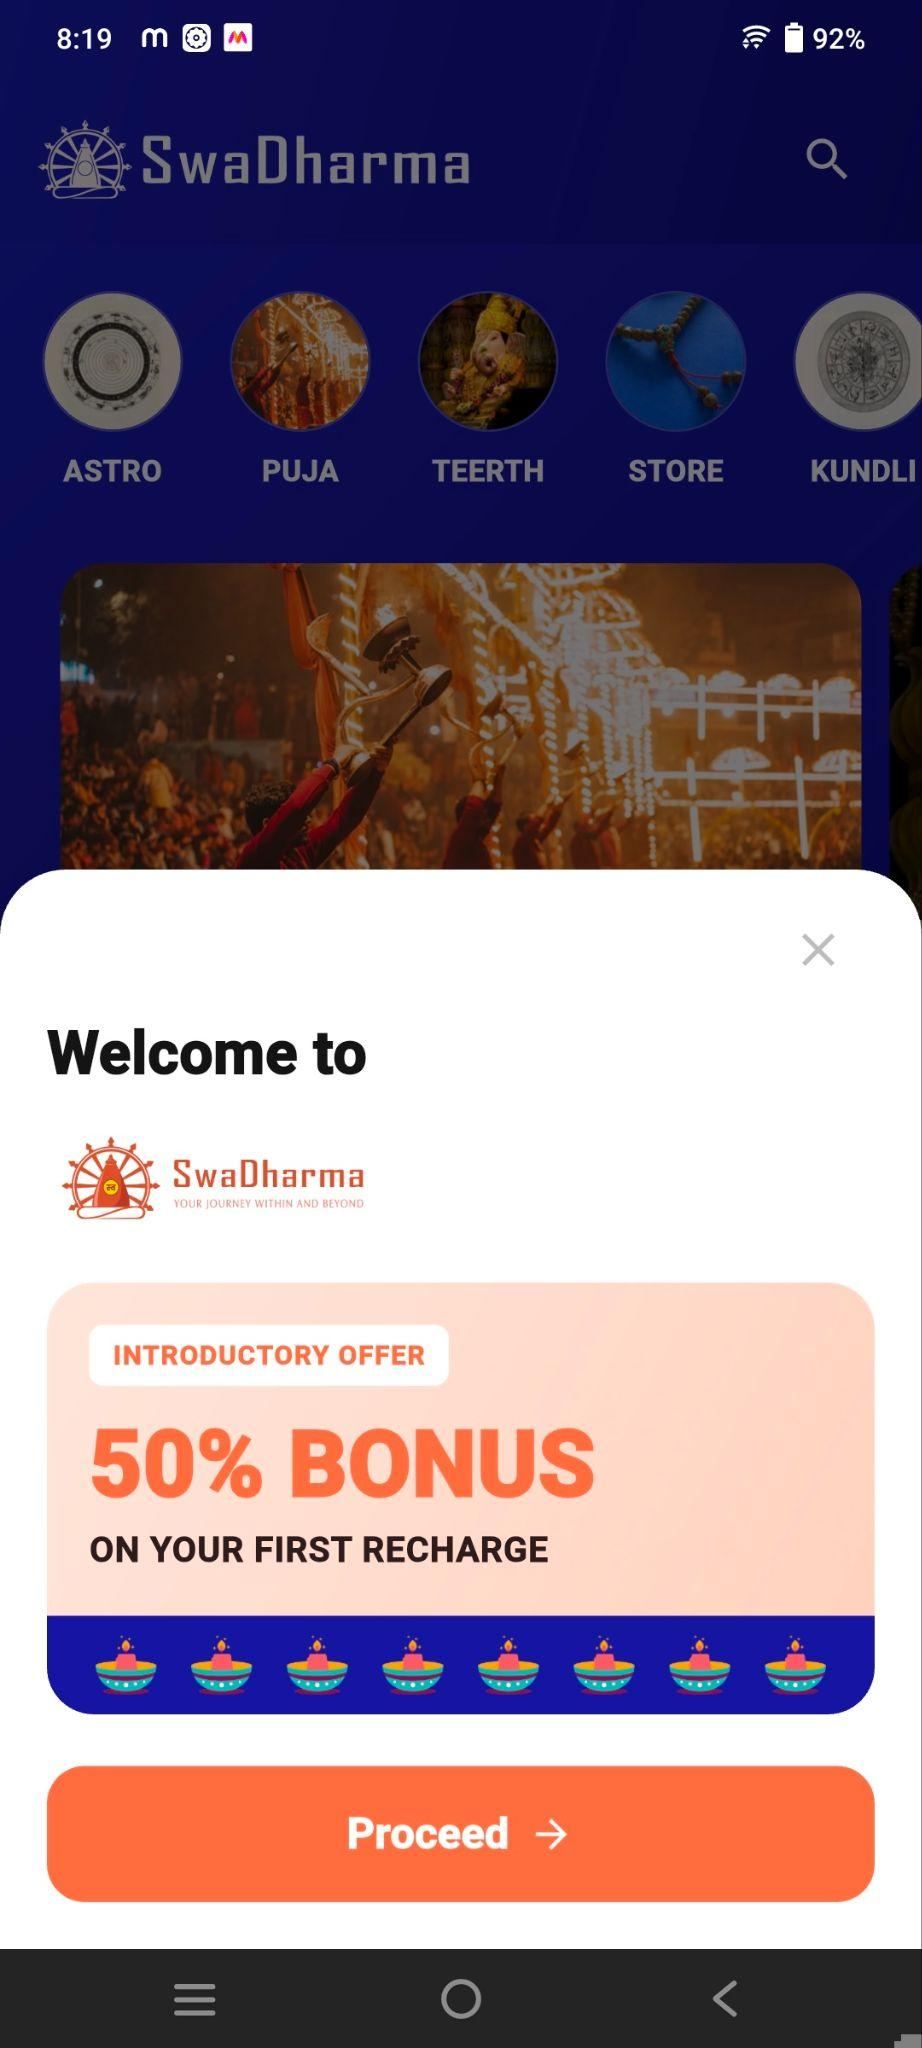 8:19
92%
SwaDharma
ASTRO
PUJA
TEERTH
STORE
KUNDLI
Welcome to
SwaDharma
YOUR JOURNEY WITHIN AND BEYOND
INTRODUCTORY OFFER
50% BONUS
ON YOUR FIRST RECHARGE
Proceed →